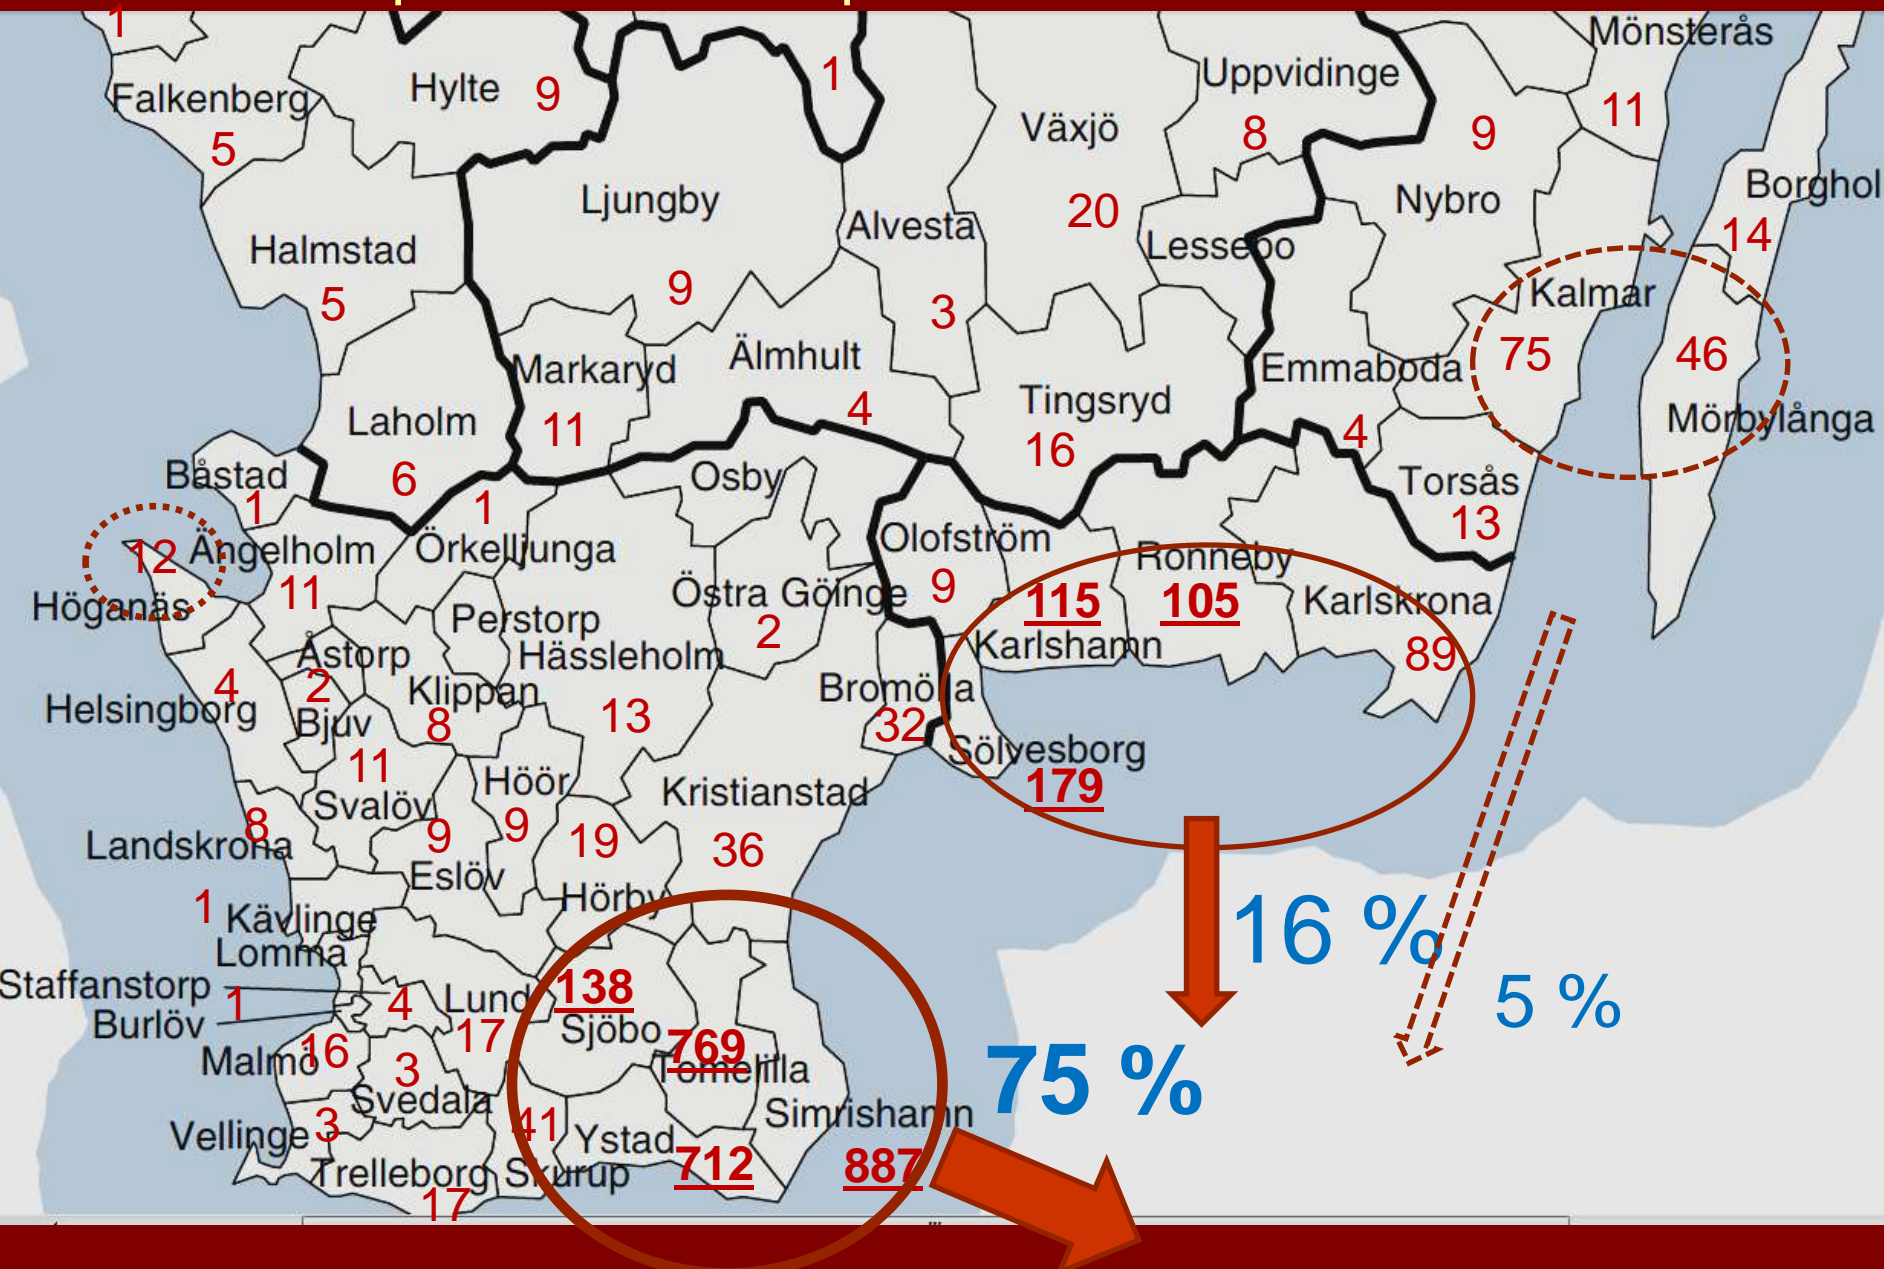 1
Mönsterås
Hylte
9
1
Uppvidinge
Falkenberg
11
5
Växjö
8
9
Ljungby
Nybro
Borghol
20
Alvesta
14
Halmstad
Lessebo
9
Kalmar
5
3
75
46
Markaryd
Älmhult
Emmaboda
Tingsryd
4
Laholm
11
16
4
Mörbylånga
6
Båstad
Osby
Torsås
1
1
13
12
Ängelholm
Örkelljunga
Olofström
Ronneby
11
Östra Göinge
9
115
105
Karlskrona
Höganäs
Perstorp
2
Karlshamn
89
Åstorp
Hässleholm
4
2
Klippan
Bromölla
Helsingborg
Bjuv
8
13
32
11
Höör
Sölvesborg
Svalöv
Kristianstad
179
8
9
9
19
36
Landskrona
Eslöv
Hörby
1
Kävlinge
16 %
Lomma
Staffanstorp
1
4
Lund
138
5 %
Burlöv
17
Sjöbo
769
Malmö
16
3
Tomelilla
75 %
Svedala
Simrishamn
3
41
Ystad
Vellinge
712
887
Trelleborg
Skurup
17